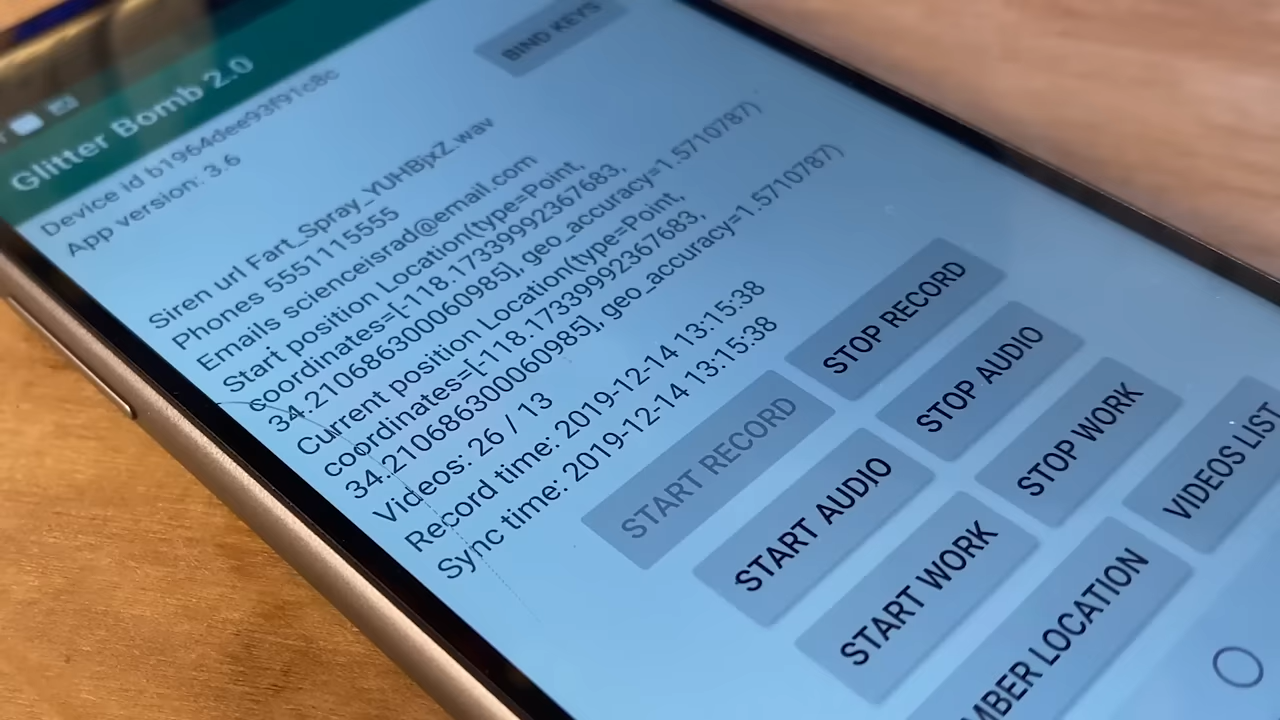 Glitter Bomb 2.0
Device id b1964dee93f91c8c
App version: 3.6
BIND KEYS
Siren url Fart_Spray_YUHBjxZ.wav
Phones 5551115555
Emails scienceisrad@email.com
Start position Location(type=Point,
coordinates=[-118.17339992367683,
34.210686300060985], geo_accuracy=1.5710787)
Current position Location(type=Point,
coordinates=[-118.17339992367683,
34.210686300060985], geo_accuracy=1.5710787)
Videos: 26 / 13
Record time: 2019-12-14 13:15:38
Sync time: 2019-12-14 13:15:38
START RECORD
STOP RECORD
START AUDIO
STOP AUDIO
START WORK
STOP WORK
MBER LOCATION
VIDEOS LIST